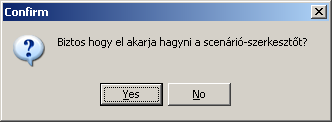 Confirm
Biztos hogy el akarja hagyni a scenárió-szerkesztőt?
Yes No